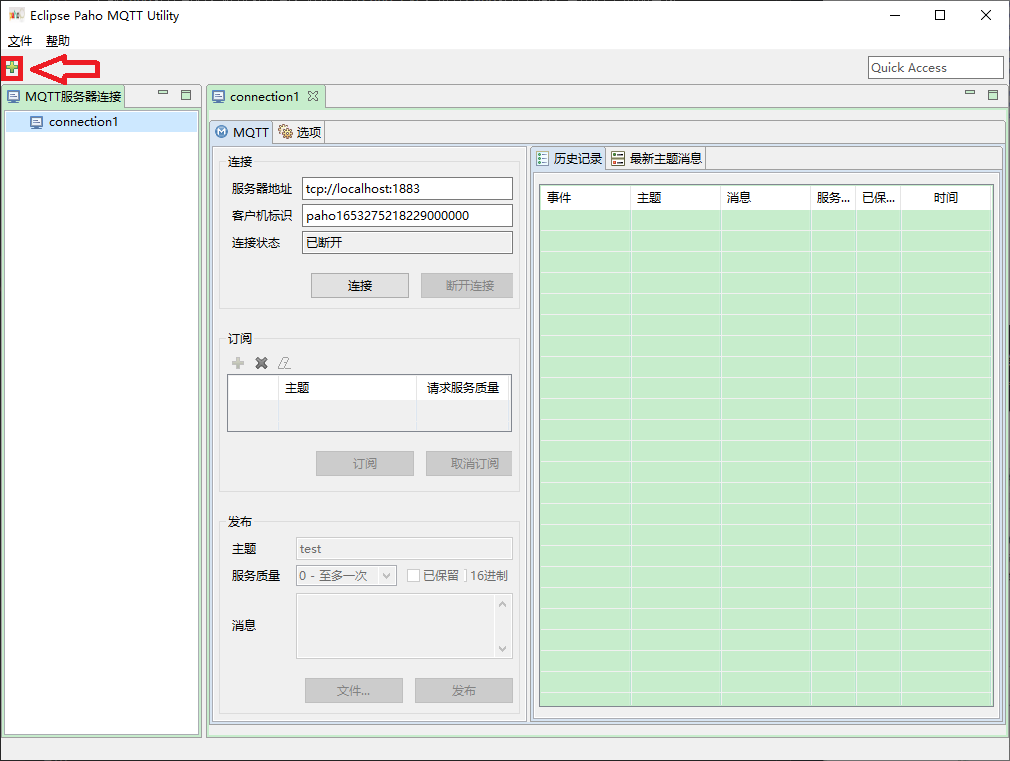 Eclipse Paho MQTT Utility
文件 帮助
Quick Access
MQTT服务器连接
connection1
connection1
MQTT 选项
连接
服务器地址 tcp://localhost:1883
客户机标识 paho1653275218229000000
连接状态 已断开
连接 断开连接
订阅
主题 请求服务质量
订阅 取消订阅
发布
主题 test
服务质量 0 - 至多一次 已保留 16进制
消息
文件... 发布
历史记录 最新主题消息
事件 主题 消息 服务... 已保... 时间